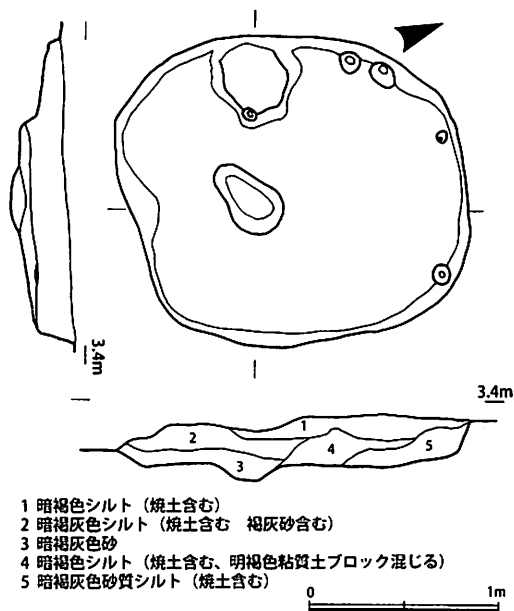 3.4m
3.4m
1
2
3
4
5
1 暗褐色シルト（焼土含む）
2 暗褐灰色シルト（焼土含む　褐灰砂含む）
3 暗褐灰色砂
4 暗褐色シルト（焼土含む、明褐色粘質土ブロック混じる）
5 暗褐灰色砂質シルト（焼土含む）
0 1m